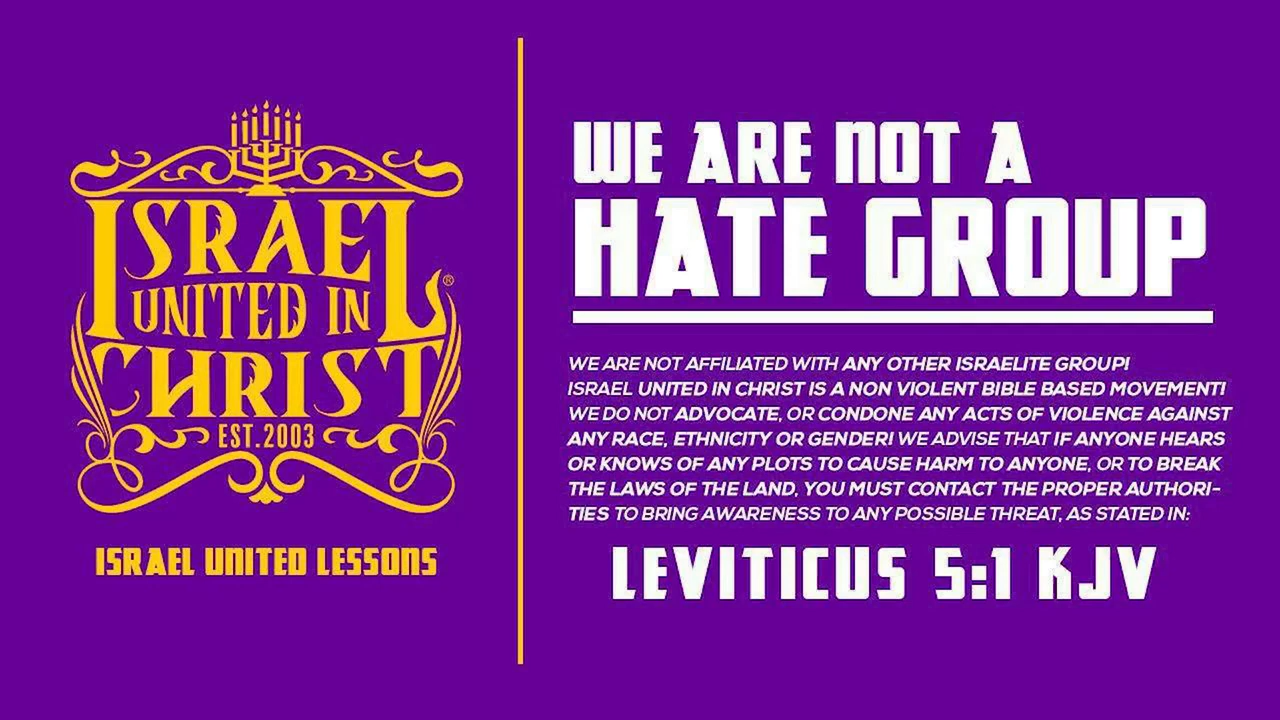 ISRAEL
UNITED IN
CHRIST
®
EST.2003
ISRAEL UNITED LESSONS
WE ARE NOT A
HATE GROUP
WE ARE NOT AFFILIATED WITH ANY OTHER ISRAELITE GROUP!
ISRAEL UNITED IN CHRIST IS A NON VIOLENT BIBLE BASED MOVEMENT!
WE DO NOT ADVOCATE, OR CONDONE ANY ACTS OF VIOLENCE AGAINST
ANY RACE, ETHNICITY OR GENDER! WE ADVISE THAT IF ANYONE HEARS
OR KNOWS OF ANY PLOTS TO CAUSE HARM TO ANYONE, OR TO BREAK
THE LAWS OF THE LAND, YOU MUST CONTACT THE PROPER AUTHORI-
TIES TO BRING AWARENESS TO ANY POSSIBLE THREAT, AS STATED IN:
LEVITICUS 5:1 KJV